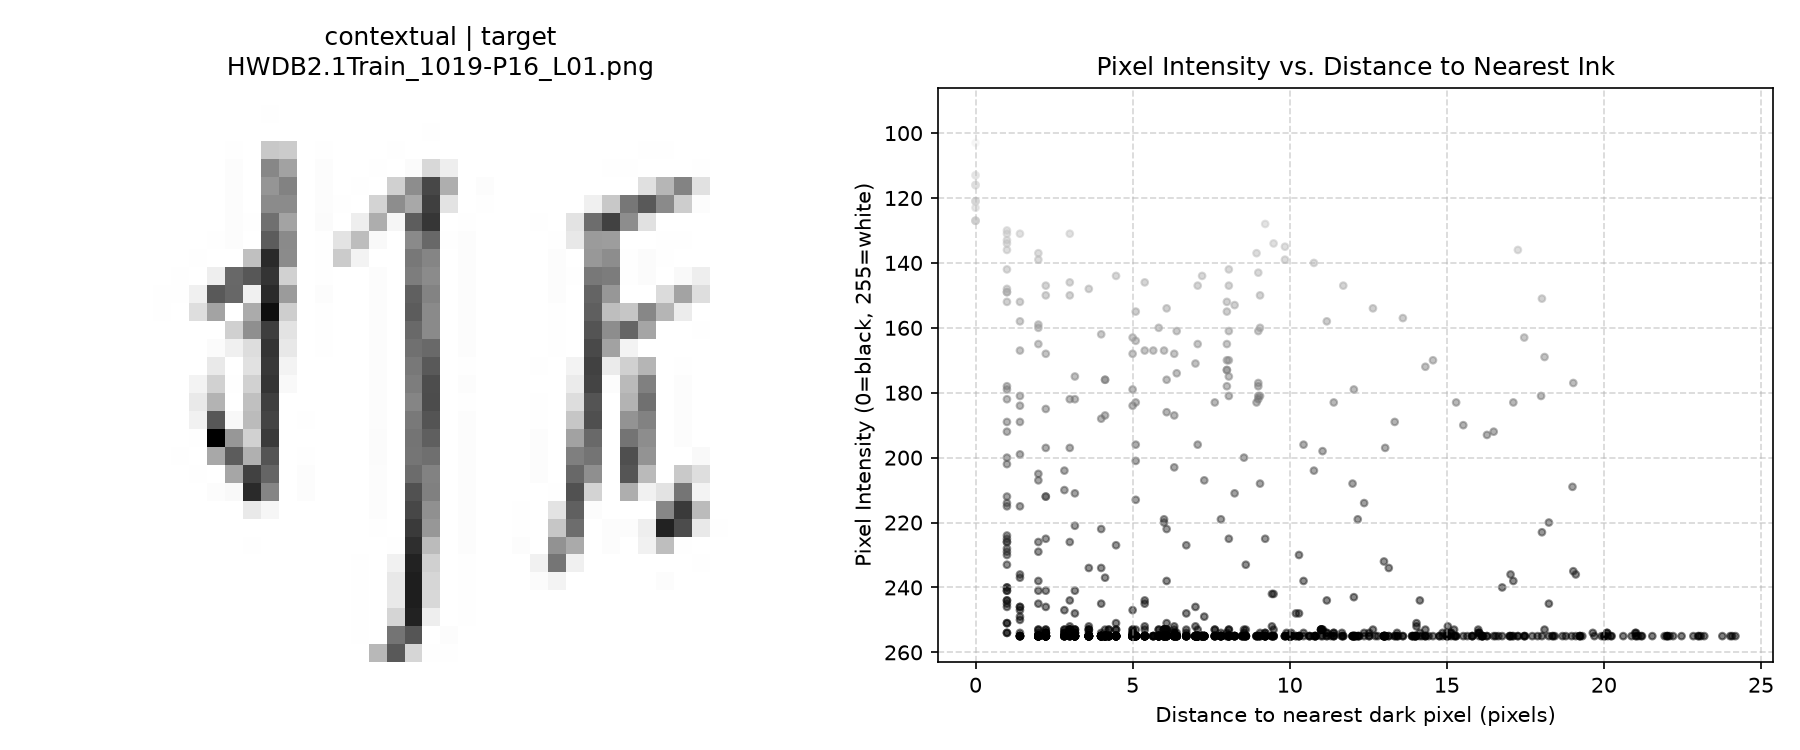 contextual | target
HWDB2.1Train_1019-P16_L01.png
Pixel Intensity vs. Distance to Nearest Ink
Pixel Intensity (0=black, 255=white)
100
120
140
160
180
200
220
240
260
0 5 10 15 20 25
Distance to nearest dark pixel (pixels)